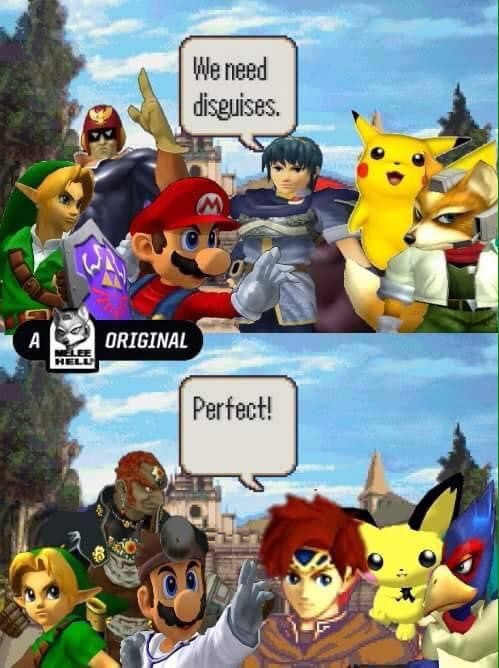 We need
disguises.
M
A
MELEE
HELL
ORIGINAL
Perfect!